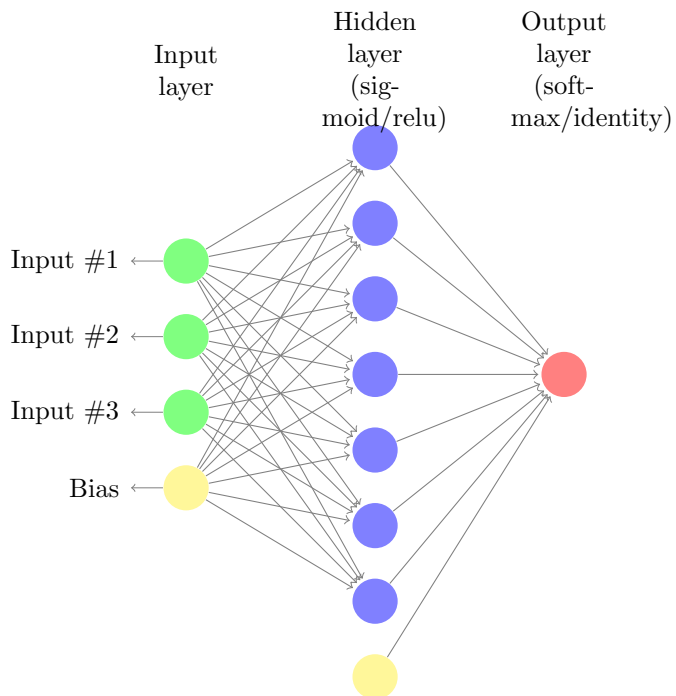 Input
layer
Hidden
layer
(sig-
moid/relu)
Output
layer
(soft-
max/identity)
Input #1
Input #2
Input #3
Bias